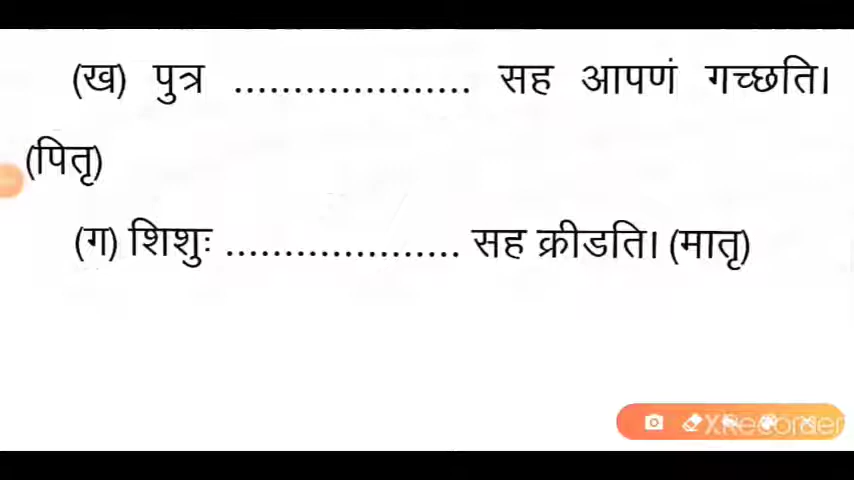 (ख) पुत्र .................... सह आपणं गच्छति।
(पितृ)
(ग) शिशुः .................... सह क्रीडति। (मातृ)
XRecorder